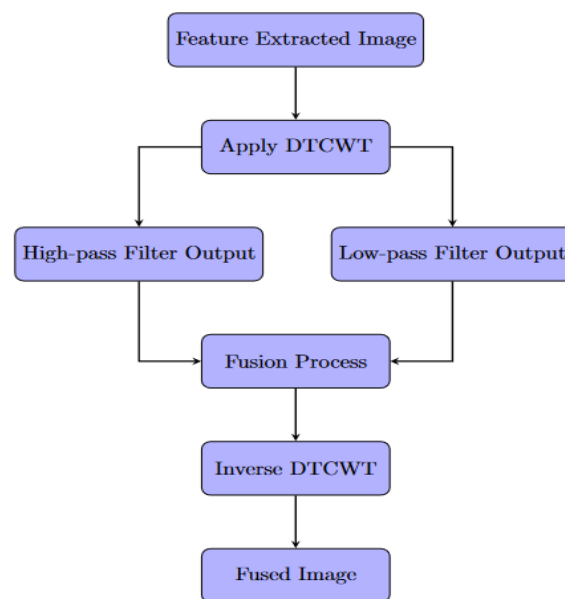 Feature Extracted Image
Apply DTCWT
High-pass Filter Output
Low-pass Filter Output
Fusion Process
Inverse DTCWT
Fused Image